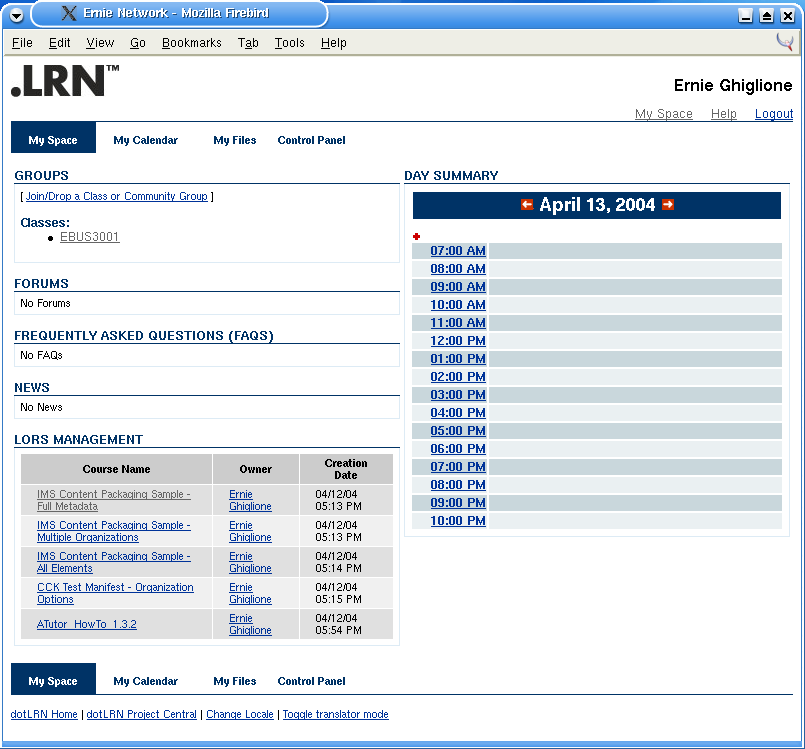 Ernie Network - Mozilla Firebird
File Edit View Go Bookmarks Tab Tools Help
.LRN™
Ernie Ghiglione
My Space Help Logout
My Space My Calendar My Files Control Panel
GROUPS
[ Join/Drop a Class or Community Group ]
Classes:
EBUS3001
FORUMS
No Forums
FREQUENTLY ASKED QUESTIONS (FAQS)
No FAQs
NEWS
No News
LORS MANAGEMENT
Course Name Owner Creation
Date
IMS Content Packaging Sample - Ernie 04/12/04
Full Metadata Ghiglione 05:13 PM
IMS Content Packaging Sample - Ernie 04/12/04
Multiple Organizations Ghiglione 05:13 PM
IMS Content Packaging Sample - Ernie 04/12/04
All Elements Ghiglione 05:14 PM
CCK Test Manifest - Organization Ernie 04/12/04
Options Ghiglione 05:15 PM
ATutor_HowTo_1.3.2 Ernie 04/12/04
Ghiglione 05:54 PM
DAY SUMMARY
April 13, 2004
07:00 AM
08:00 AM
09:00 AM
10:00 AM
11:00 AM
12:00 PM
01:00 PM
02:00 PM
03:00 PM
04:00 PM
05:00 PM
06:00 PM
07:00 PM
08:00 PM
09:00 PM
10:00 PM
My Space My Calendar My Files Control Panel
dotLRN Home | dotLRN Project Central | Change Locale | Toggle translator mode